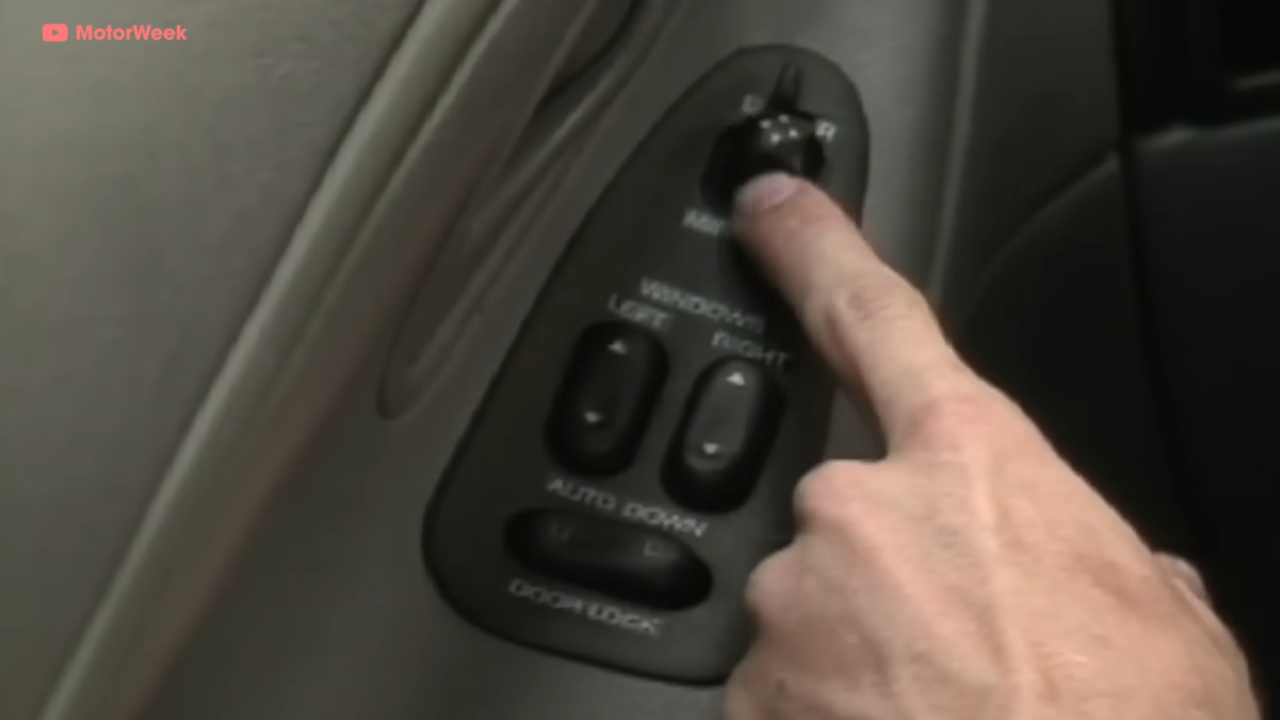 MotorWeek
R
WINDOWS
LEFT
RIGHT
AUTO DOWN
DOOR LOCK